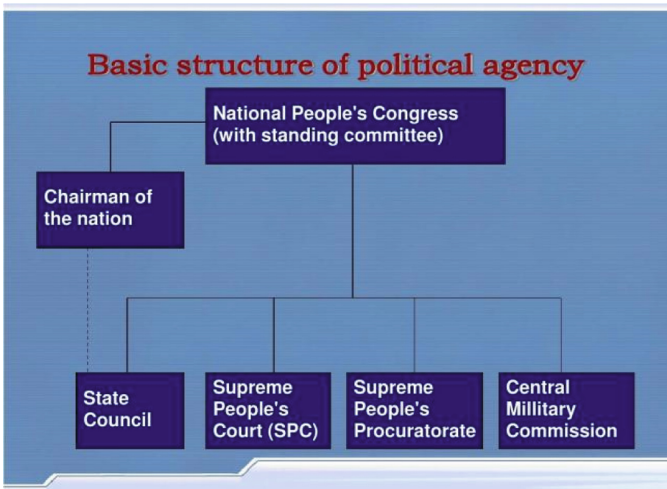 Basic structure of political agency
National People's Congress
(with standing committee)
Chairman of
the nation
State
Council
Supreme
People's
Court (SPC)
Supreme
People's
Procuratorate
Central
Millitary
Commission